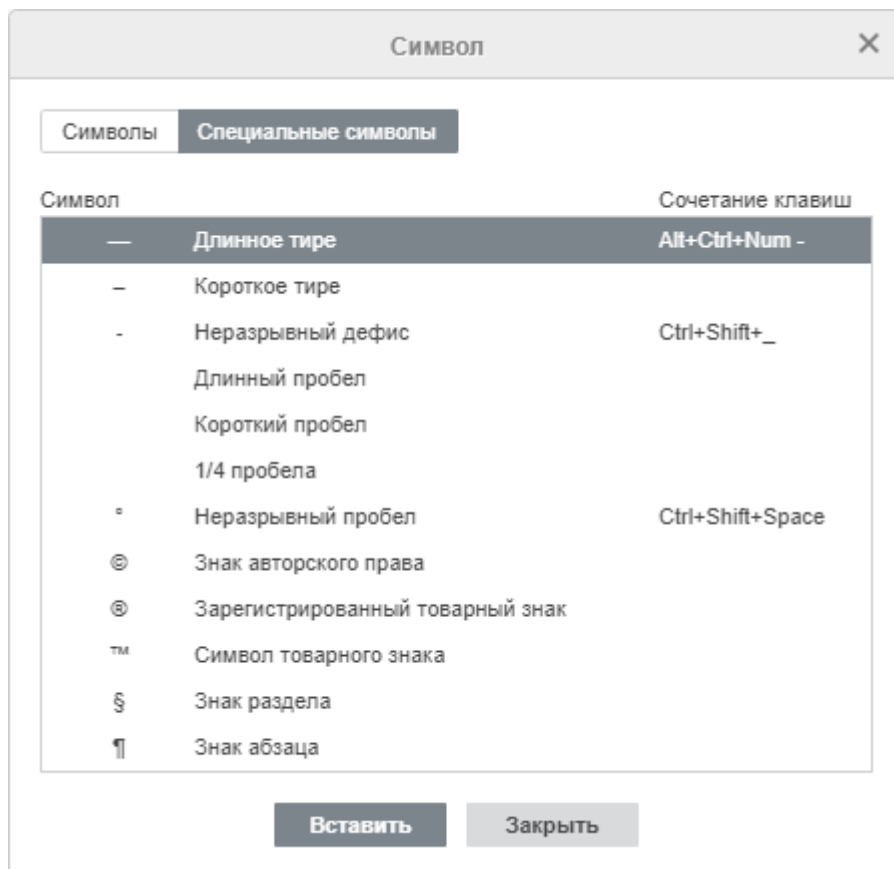 Символ ×
Символы Специальные символы
Символ Сочетание клавиш
— Длинное тире Alt+Ctrl+Num -
– Короткое тире
- Неразрывный дефис Ctrl+Shift+_
Длинный пробел
Короткий пробел
1/4 пробела
° Неразрывный пробел Ctrl+Shift+Space
© Знак авторского права
® Зарегистрированный товарный знак
™ Символ товарного знака
§ Знак раздела
¶ Знак абзаца
Вставить Закрыть